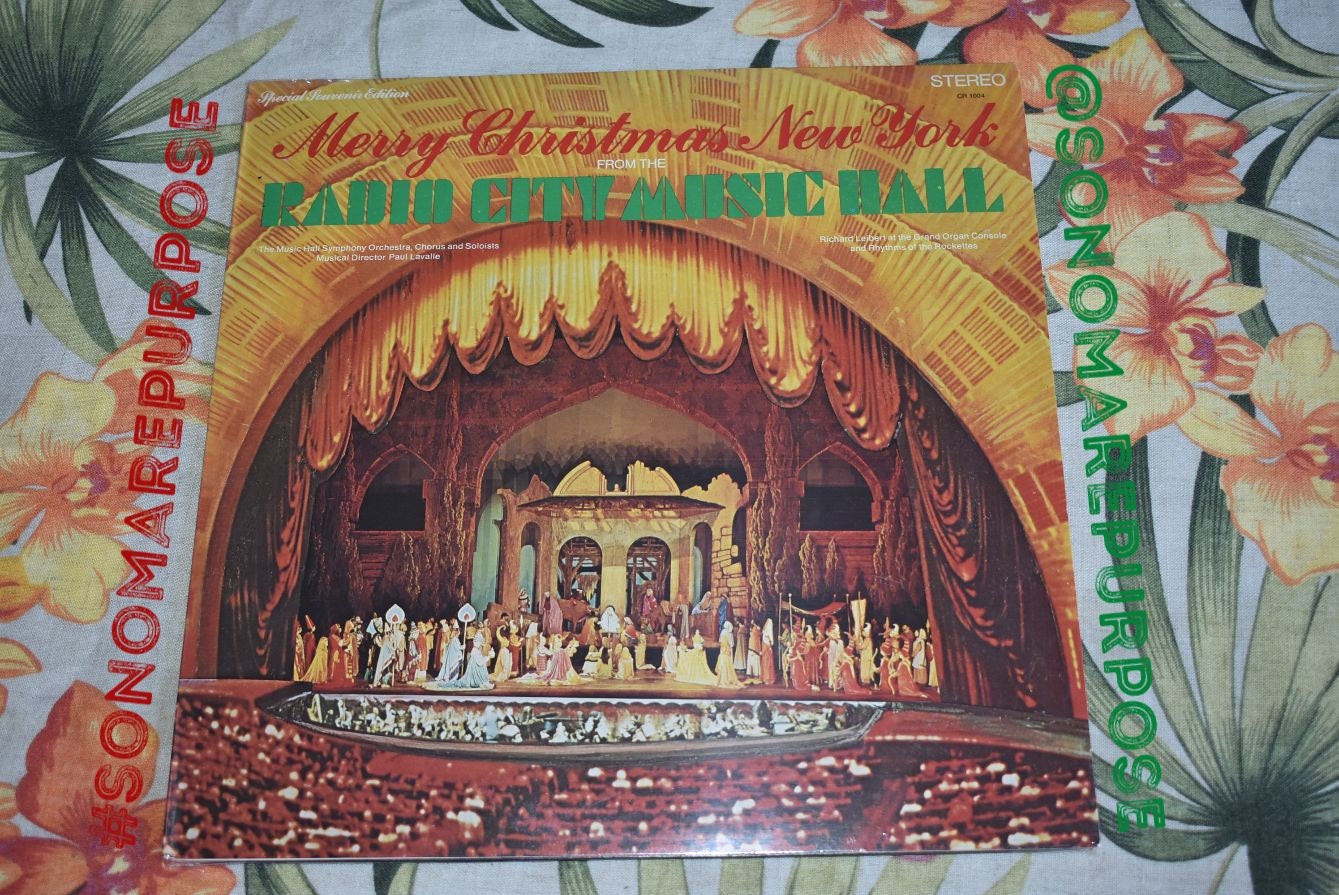 Special Souvenir Edition
STEREO
CR 1004
Merry Christmas New York
FROM THE
RADIO CITY MUSIC HALL
The Music Hall Symphony Orchestra, Chorus and Soloists
Musical Director Paul Lavalle
Richard Leibert at the Grand Organ Console
and Rhythms of the Rockettes
#SONOMAREPURPOSE
@SONOMAREPURPOSE